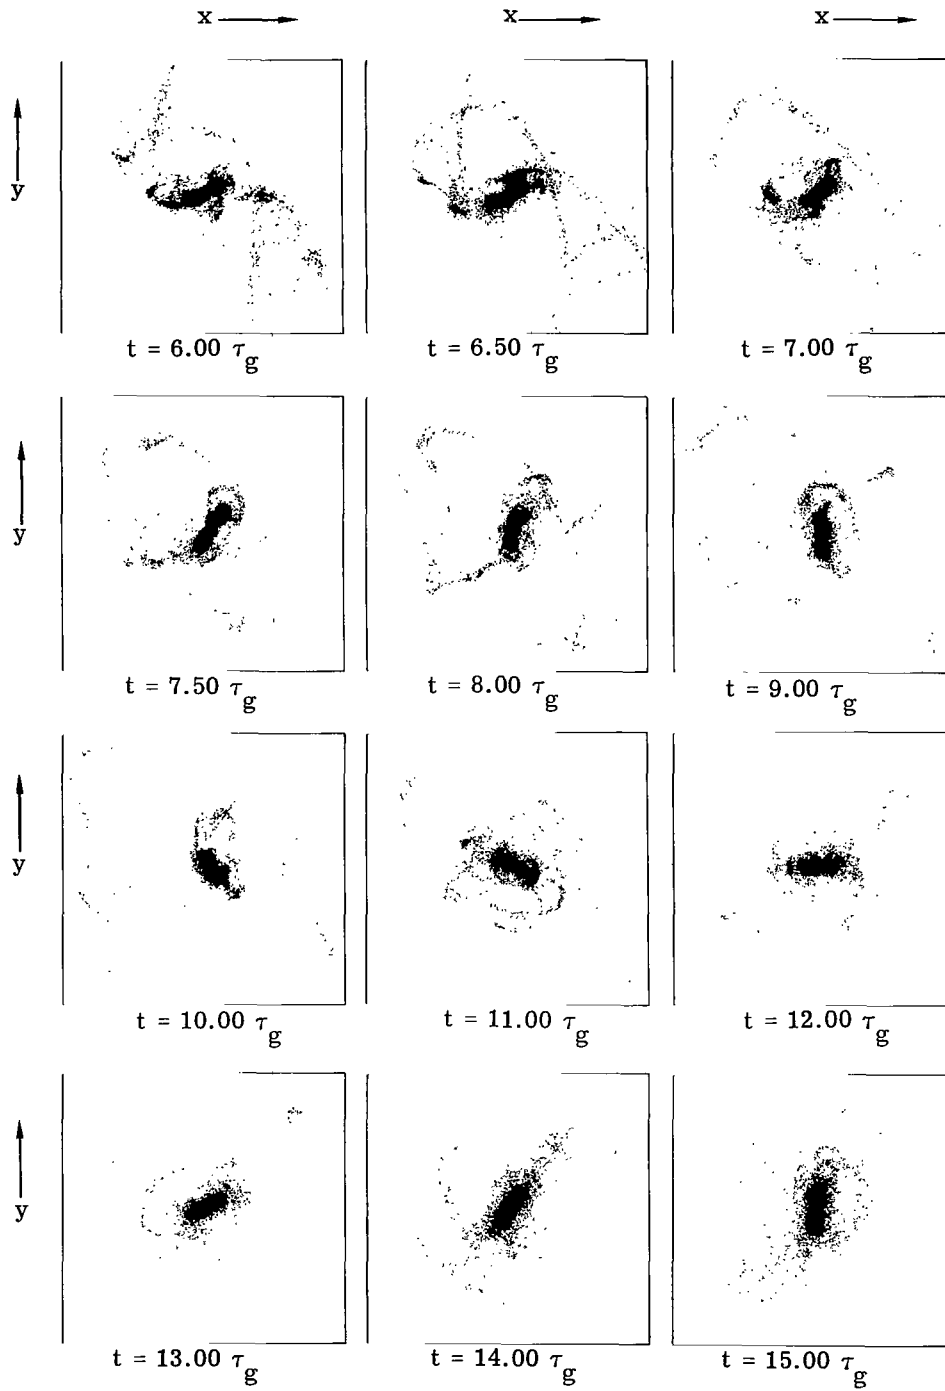 x x x
y
t = 6.00 τg t = 6.50 τg t = 7.00 τg
y
t = 7.50 τg t = 8.00 τg t = 9.00 τg
y
t = 10.00 τg t = 11.00 τg t = 12.00 τg
y
t = 13.00 τg t = 14.00 τg t = 15.00 τg